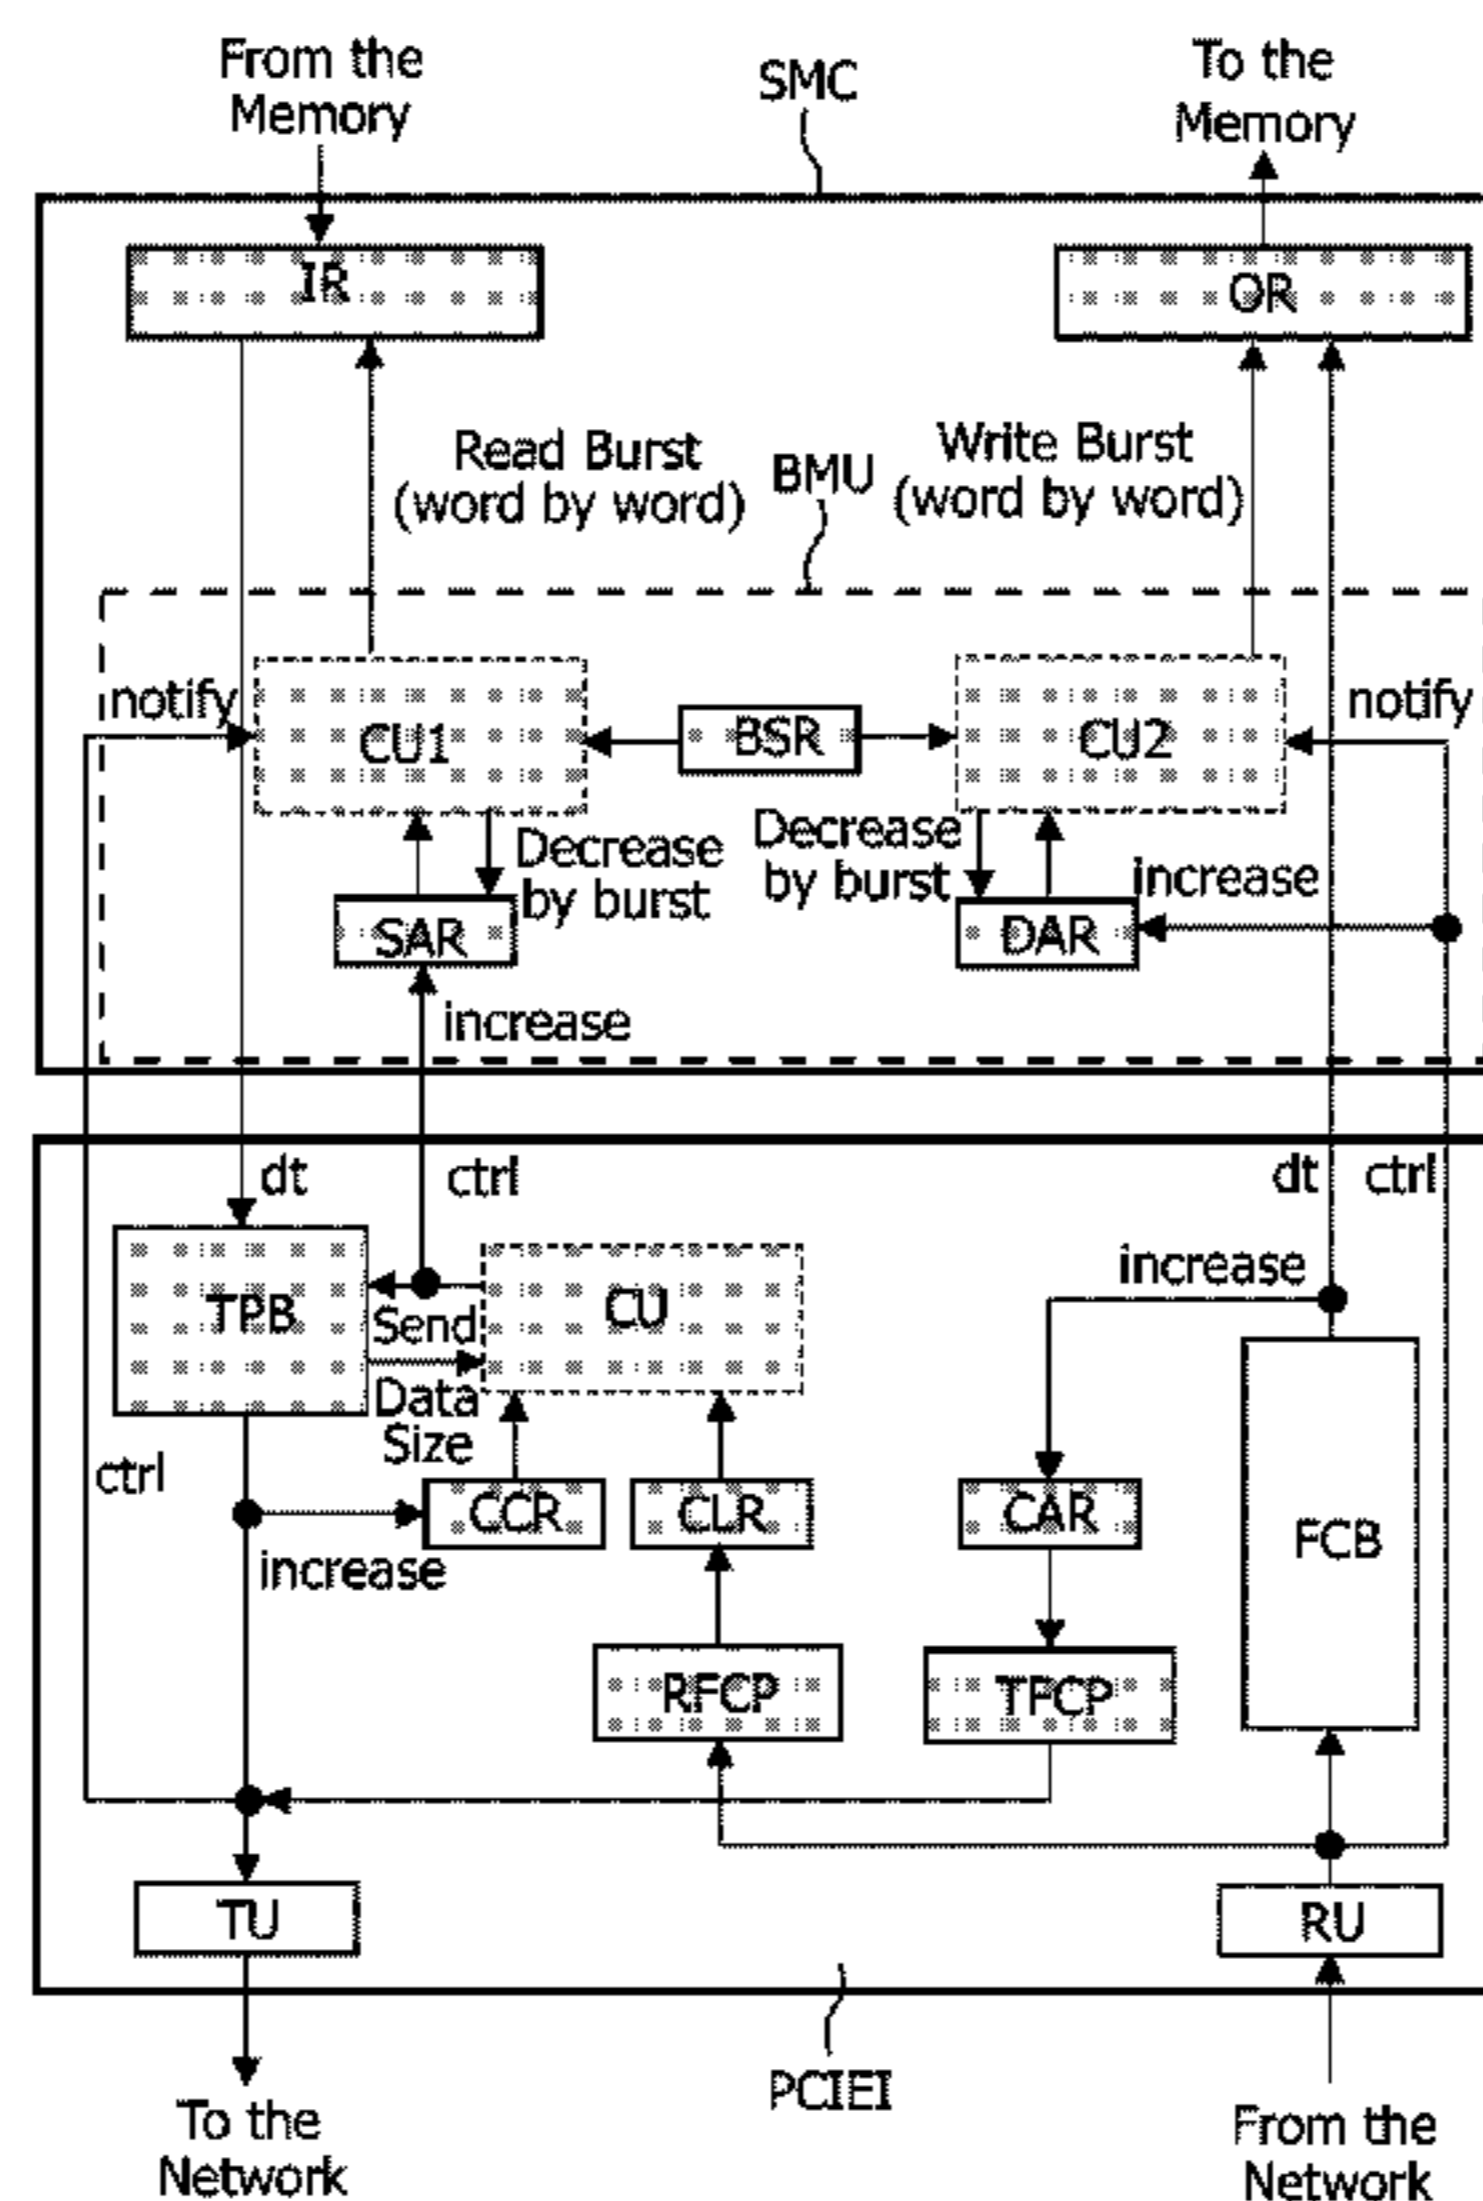 From the
Memory
SMC
To the
Memory
IR
OR
Read Burst
(word by word)
BMU
Write Burst
(word by word)
notify
CU1
BSR
CU2
notify
Decrease
by burst
Decrease
by burst
increase
SAR
DAR
increase
dt
ctrl
dt
ctrl
increase
TPB
Send
CU
Data
Size
ctrl
CCR
CLR
CAR
FCB
increase
RFCP
TFCP
TU
RU
PCIEI
To the
Network
From the
Network